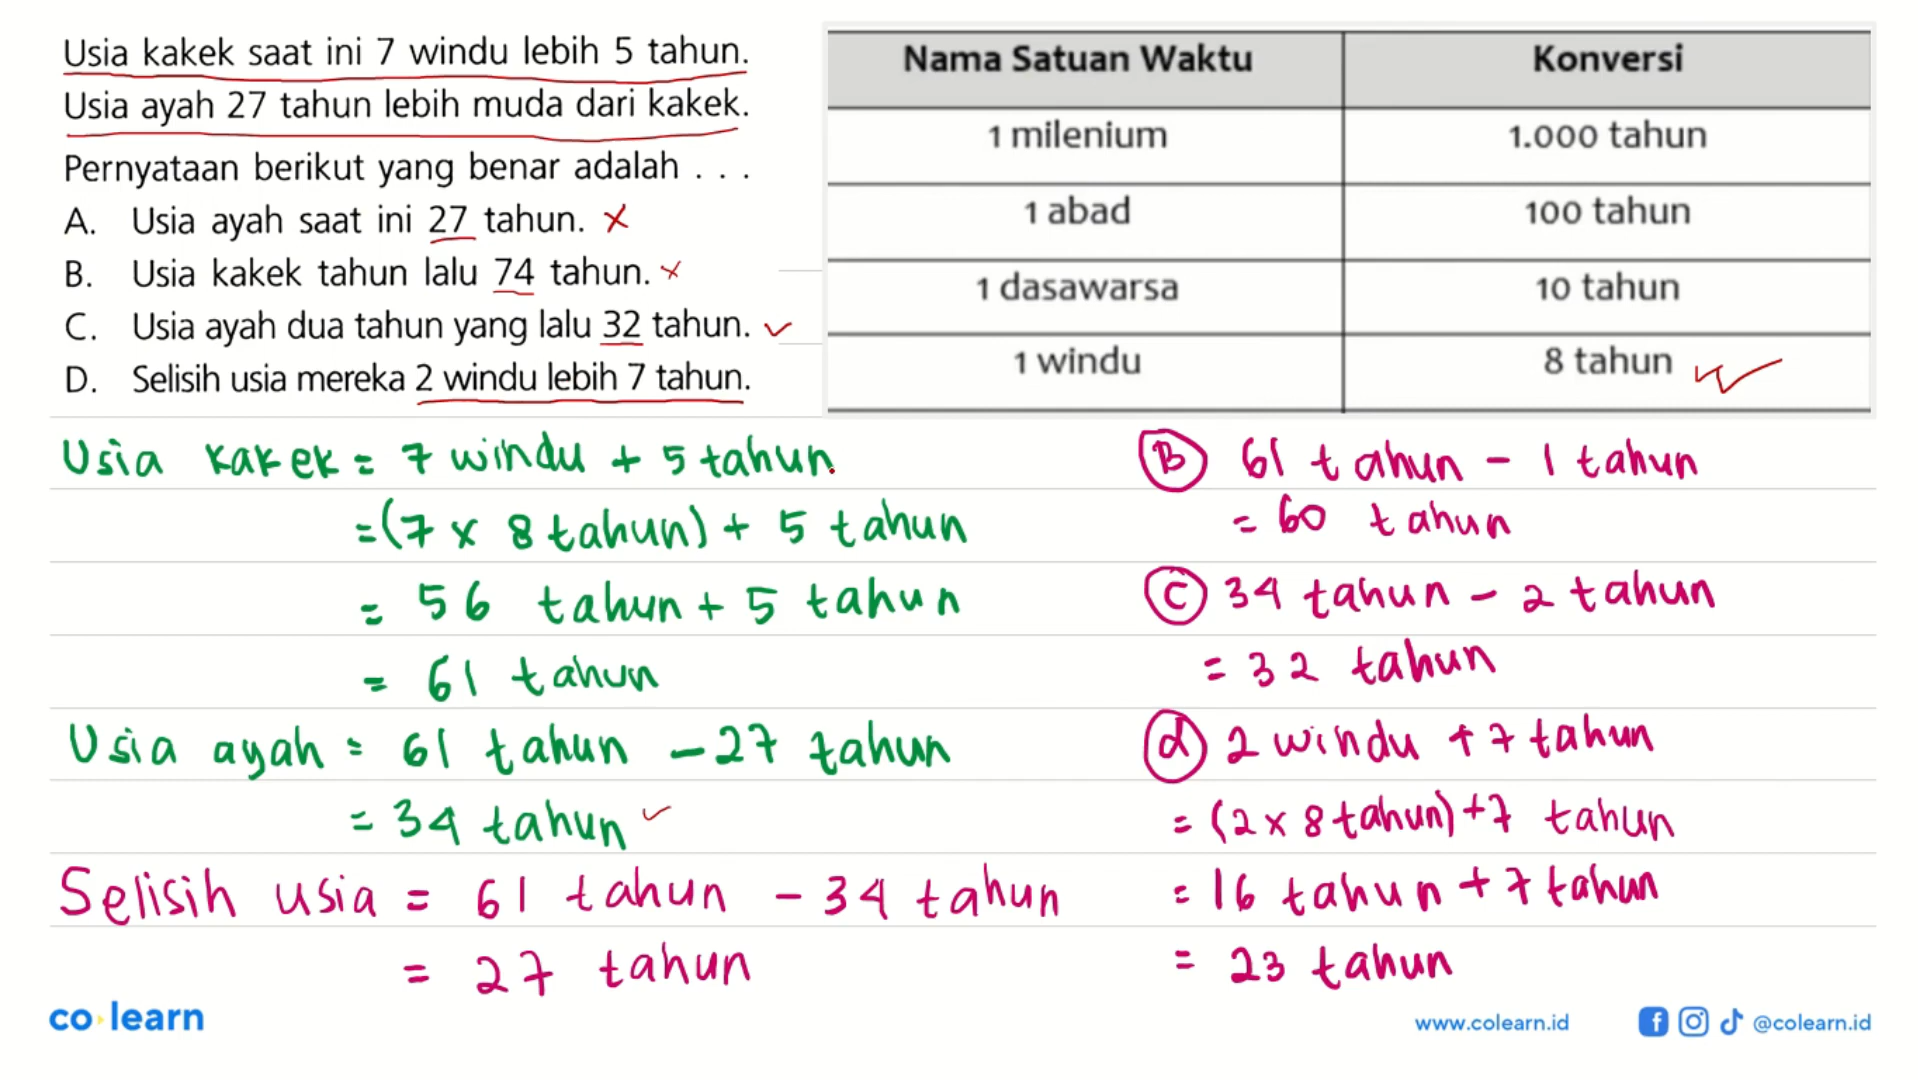 Usia kakek saat ini 7 windu lebih 5 tahun.
Usia ayah 27 tahun lebih muda dari kakek.
Pernyataan berikut yang benar adalah . . .
A. Usia ayah saat ini 27 tahun. ✗
B. Usia kakek tahun lalu 74 tahun. ✗
C. Usia ayah dua tahun yang lalu 32 tahun. ✓
D. Selisih usia mereka 2 windu lebih 7 tahun.
Nama Satuan Waktu Konversi
1 milenium 1.000 tahun
1 abad 100 tahun
1 dasawarsa 10 tahun
1 windu 8 tahun
Usia kakek = 7 windu + 5 tahun.
= (7 x 8 tahun) + 5 tahun
= 56 tahun + 5 tahun
= 61 tahun
Usia ayah = 61 tahun - 27 tahun
= 34 tahun ✓
Selisih usia = 61 tahun - 34 tahun
= 27 tahun
B 61 tahun - 1 tahun
= 60 tahun
C 34 tahun - 2 tahun
= 32 tahun
d 2 windu + 7 tahun
= (2 x 8 tahun) + 7 tahun
= 16 tahun + 7 tahun
= 23 tahun
co learn
www.colearn.id
@colearn.id